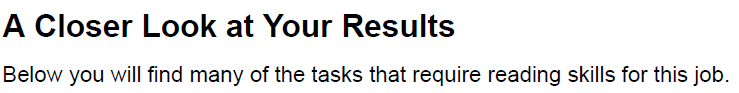 A Closer Look at Your Results
Below you will find many of the tasks that require reading skills for this job.